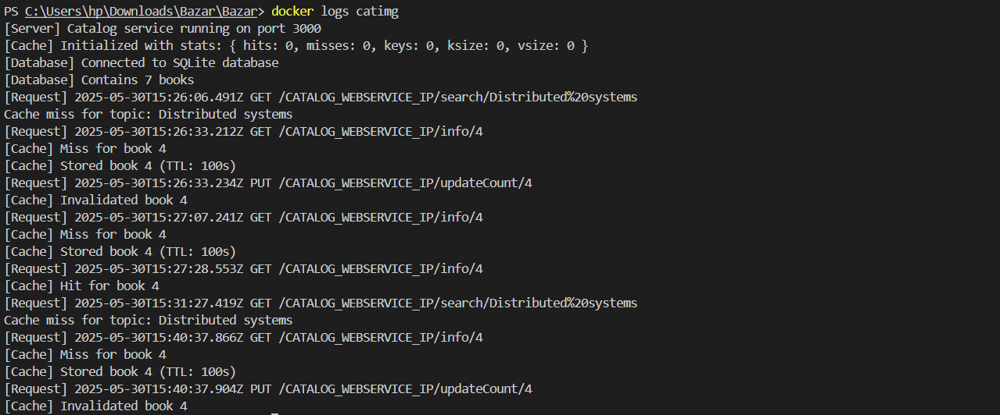 PS C:\Users\hp\Downloads\Bazar\Bazar> docker logs catimg
[Server] Catalog service running on port 3000
[Cache] Initialized with stats: { hits: 0, misses: 0, keys: 0, ksize: 0, vsize: 0 }
[Database] Connected to SQLite database
[Database] Contains 7 books
[Request] 2025-05-30T15:26:06.491Z GET /CATALOG_WEBSERVICE_IP/search/Distributed%20systems
Cache miss for topic: Distributed systems
[Request] 2025-05-30T15:26:33.212Z GET /CATALOG_WEBSERVICE_IP/info/4
[Cache] Miss for book 4
[Cache] Stored book 4 (TTL: 100s)
[Request] 2025-05-30T15:26:33.234Z PUT /CATALOG_WEBSERVICE_IP/updateCount/4
[Cache] Invalidated book 4
[Request] 2025-05-30T15:27:07.241Z GET /CATALOG_WEBSERVICE_IP/info/4
[Cache] Miss for book 4
[Cache] Stored book 4 (TTL: 100s)
[Request] 2025-05-30T15:27:28.553Z GET /CATALOG_WEBSERVICE_IP/info/4
[Cache] Hit for book 4
[Request] 2025-05-30T15:31:27.419Z GET /CATALOG_WEBSERVICE_IP/search/Distributed%20systems
Cache miss for topic: Distributed systems
[Request] 2025-05-30T15:40:37.866Z GET /CATALOG_WEBSERVICE_IP/info/4
[Cache] Miss for book 4
[Cache] Stored book 4 (TTL: 100s)
[Request] 2025-05-30T15:40:37.904Z PUT /CATALOG_WEBSERVICE_IP/updateCount/4
[Cache] Invalidated book 4